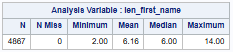 Analysis Variable : len_first_name
N N Miss Minimum Mean Median Maximum
4867 0 2.00 6.16 6.00 14.00